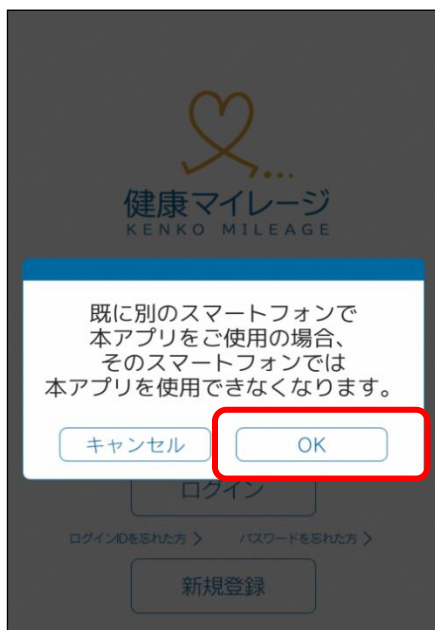 健康マイレージ
KENKO MILEAGE
既に別のスマートフォンで
本アプリをご使用の場合、
そのスマートフォンでは
本アプリを使用できなくなります。
キャンセル
OK
ログイン
ログインIDを忘れた方 >
パスワードを忘れた方 >
新規登録